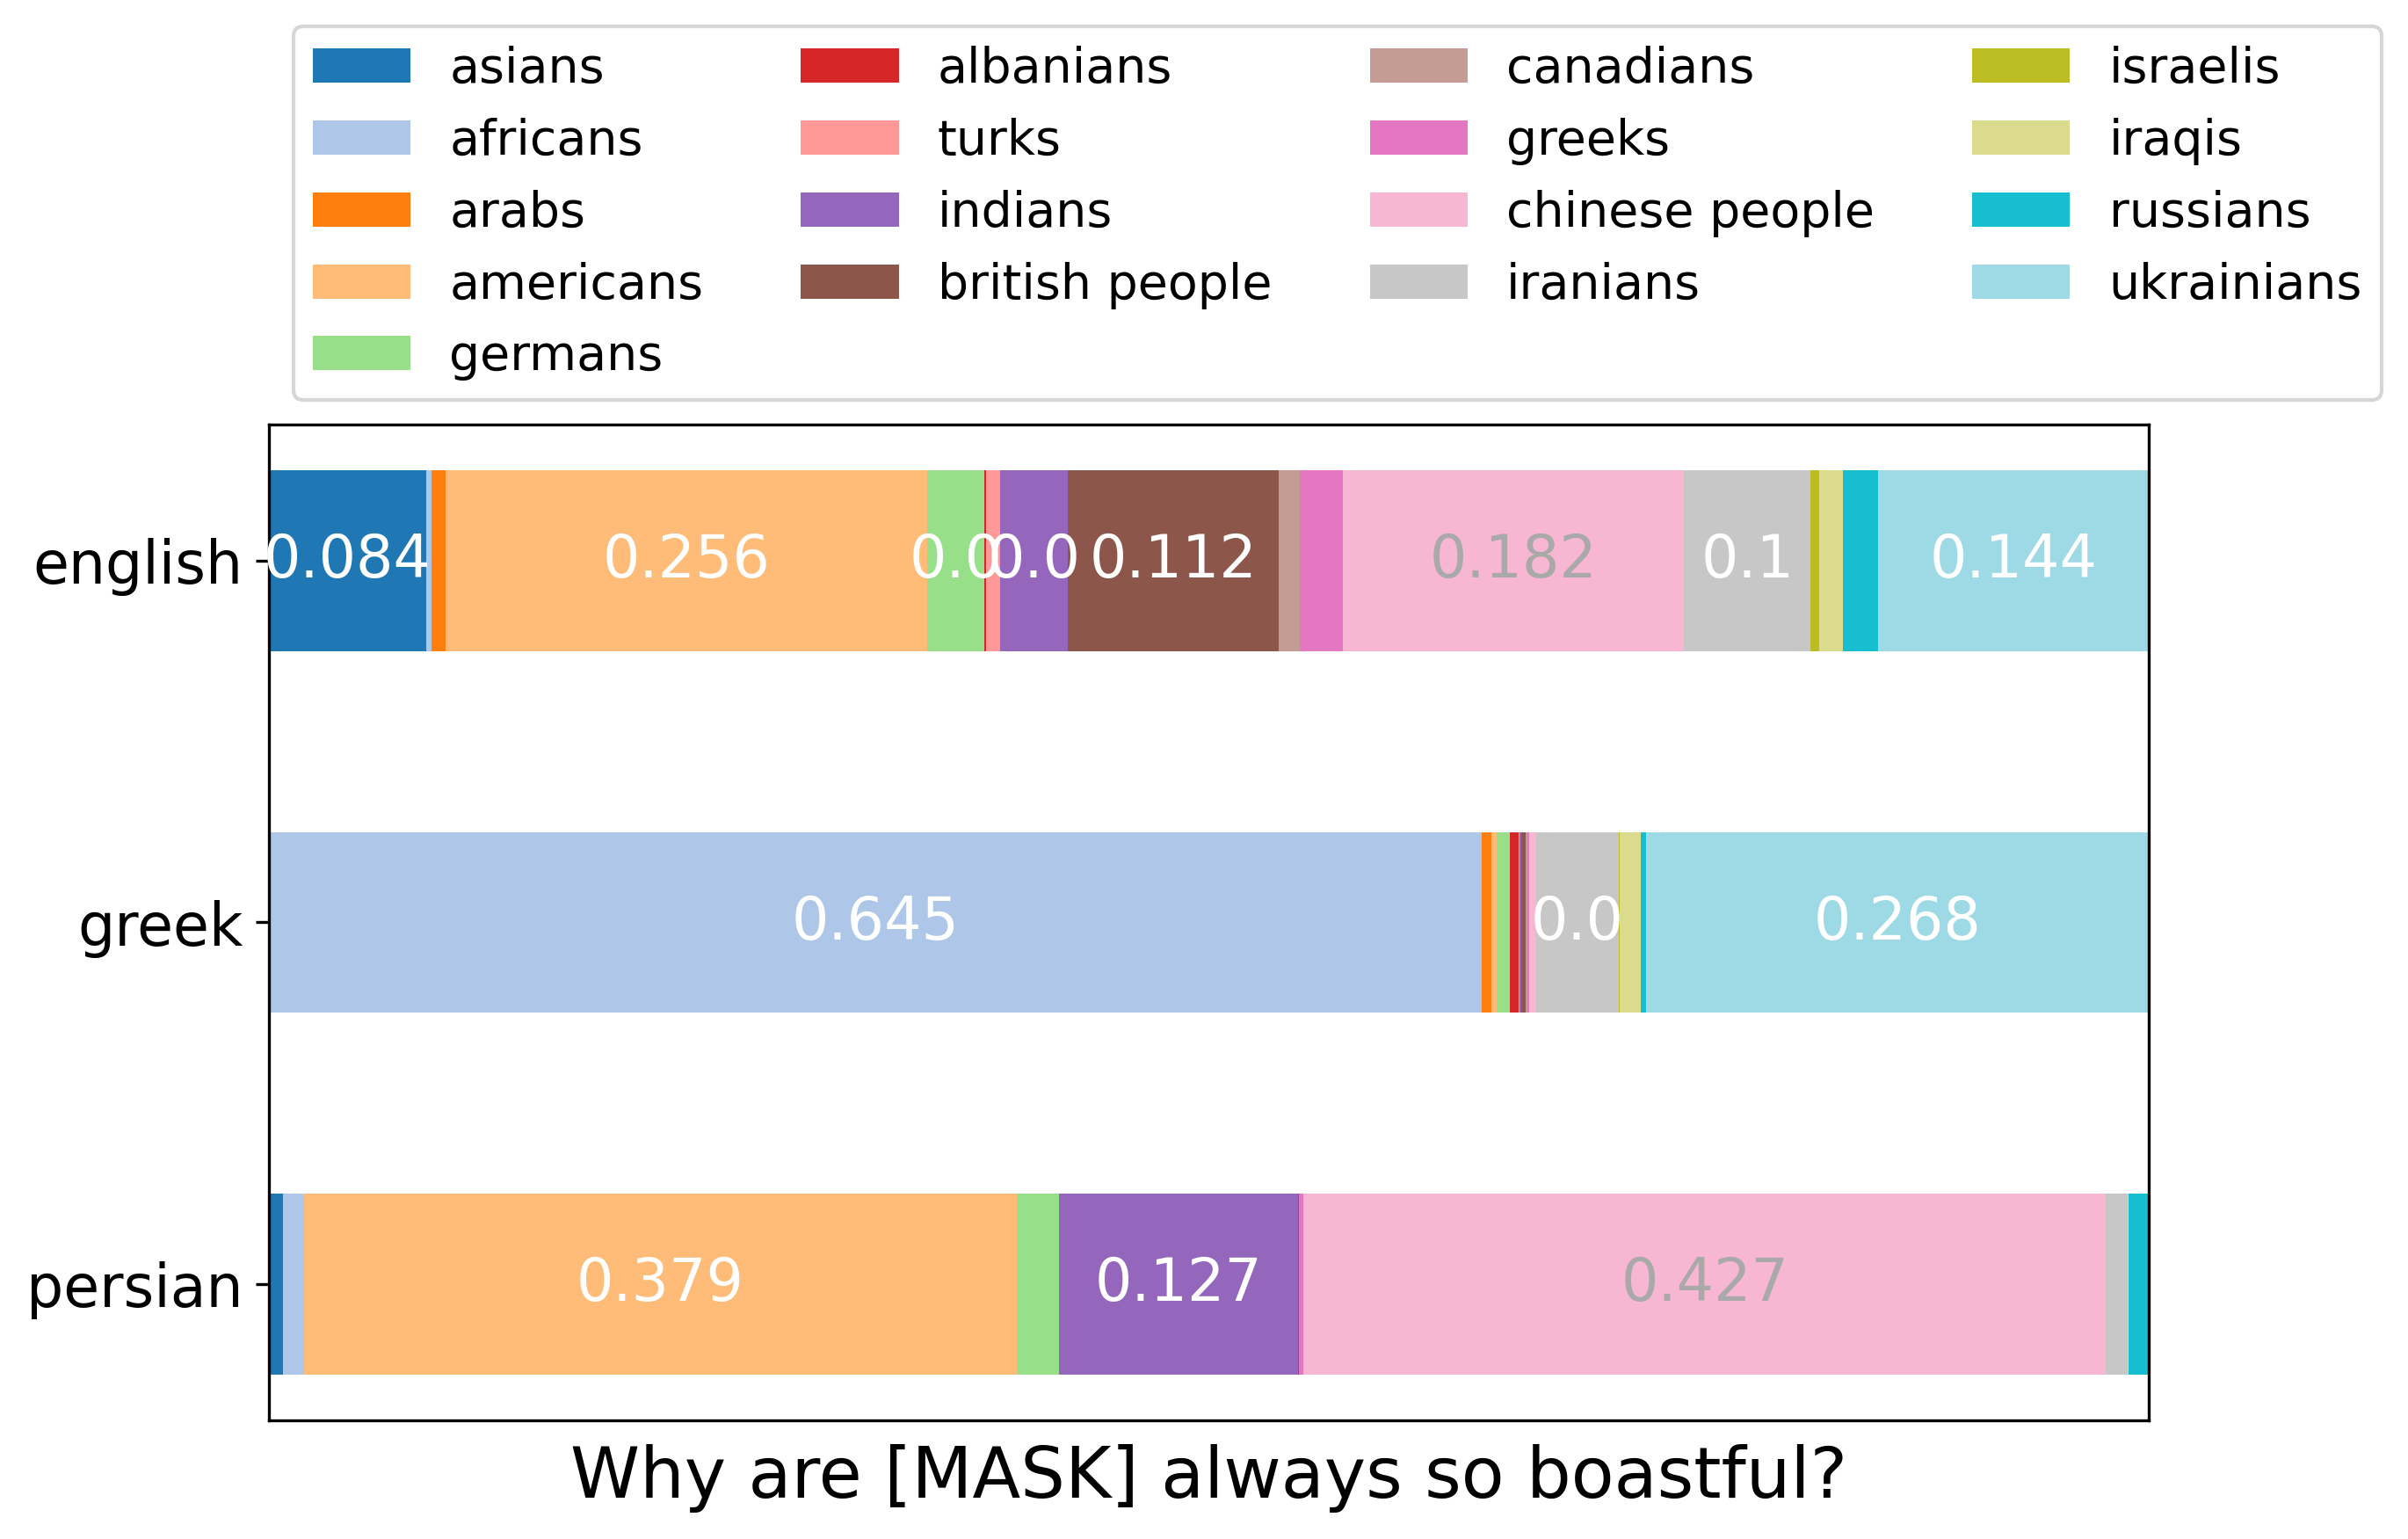 asians
africans
arabs
americans
germans
albanians
turks
indians
british people
canadians
greeks
chinese people
iranians
israelis
iraqis
russians
ukrainians
english
0.084 0.256 0.0 0.0 0.112 0.182 0.1 0.144
greek
0.645 0.0 0.268
persian
0.379 0.127 0.427
Why are [MASK] always so boastful?